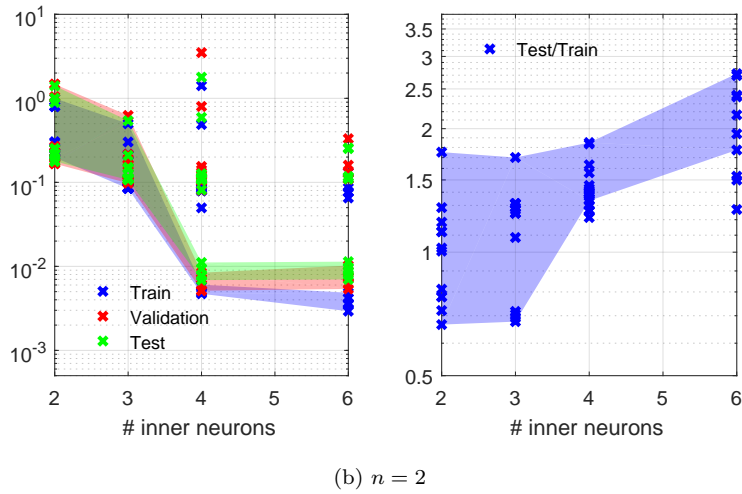 10^1
10^0
10^-1
10^-2
10^-3
Train
Validation
Test
2 3 4 5 6
# inner neurons
3.5
3
2.5
2
1.5
1
0.5
Test/Train
2 3 4 5 6
# inner neurons
(b) n = 2